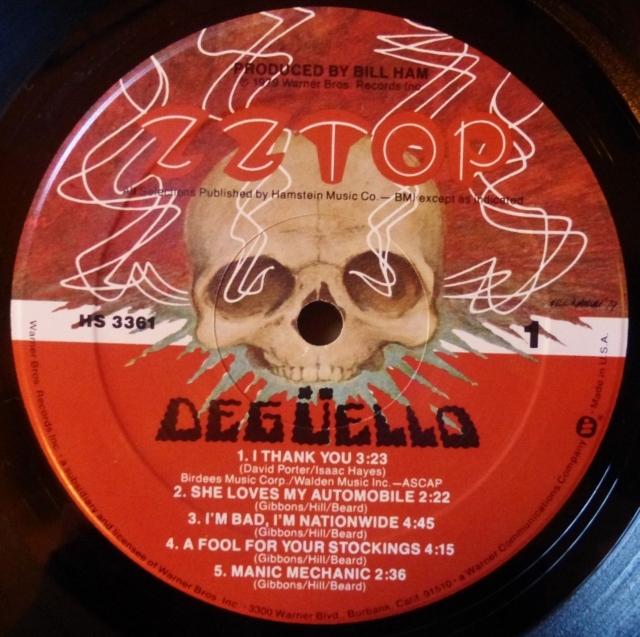 PRODUCED BY BILL HAM
℗ 1979 Warner Bros. Records Inc.
ZZ TOP
All Selections Published by Hamstein Music Co.— BMI except as indicated
HS 3361
1
DEGÜELLO
1. I THANK YOU 3:23
(David Porter/Isaac Hayes)
Birdees Music Corp./Walden Music Inc.—ASCAP
2. SHE LOVES MY AUTOMOBILE 2:22
(Gibbons/Hill/Beard)
3. I'M BAD, I'M NATIONWIDE 4:45
(Gibbons/Hill/Beard)
4. A FOOL FOR YOUR STOCKINGS 4:15
(Gibbons/Hill/Beard)
5. MANIC MECHANIC 2:36
(Gibbons/Hill/Beard)
Warner Bros. Records Inc. · a subsidiary and licensee of Warner Bros. Inc. · 3300 Warner Blvd., Burbank, Calif. 91510 · a Warner Communications Company
Made in U.S.A.